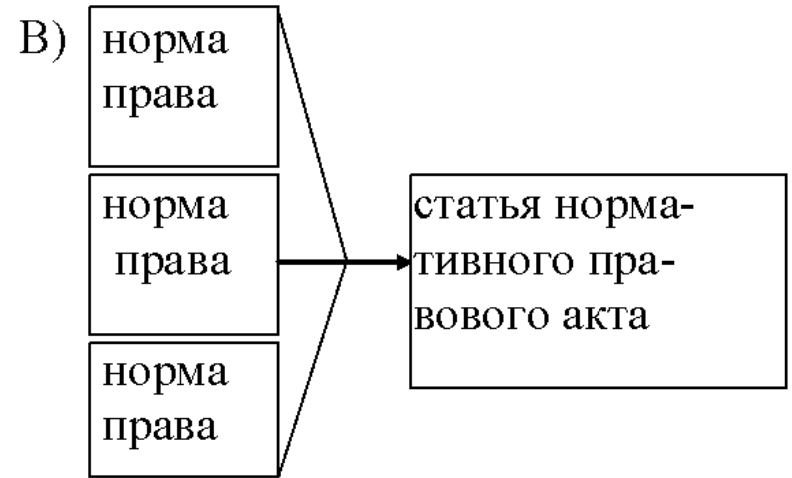 В)
норма
права
норма
права
норма
права
статья норма-
тивного пра-
вового акта